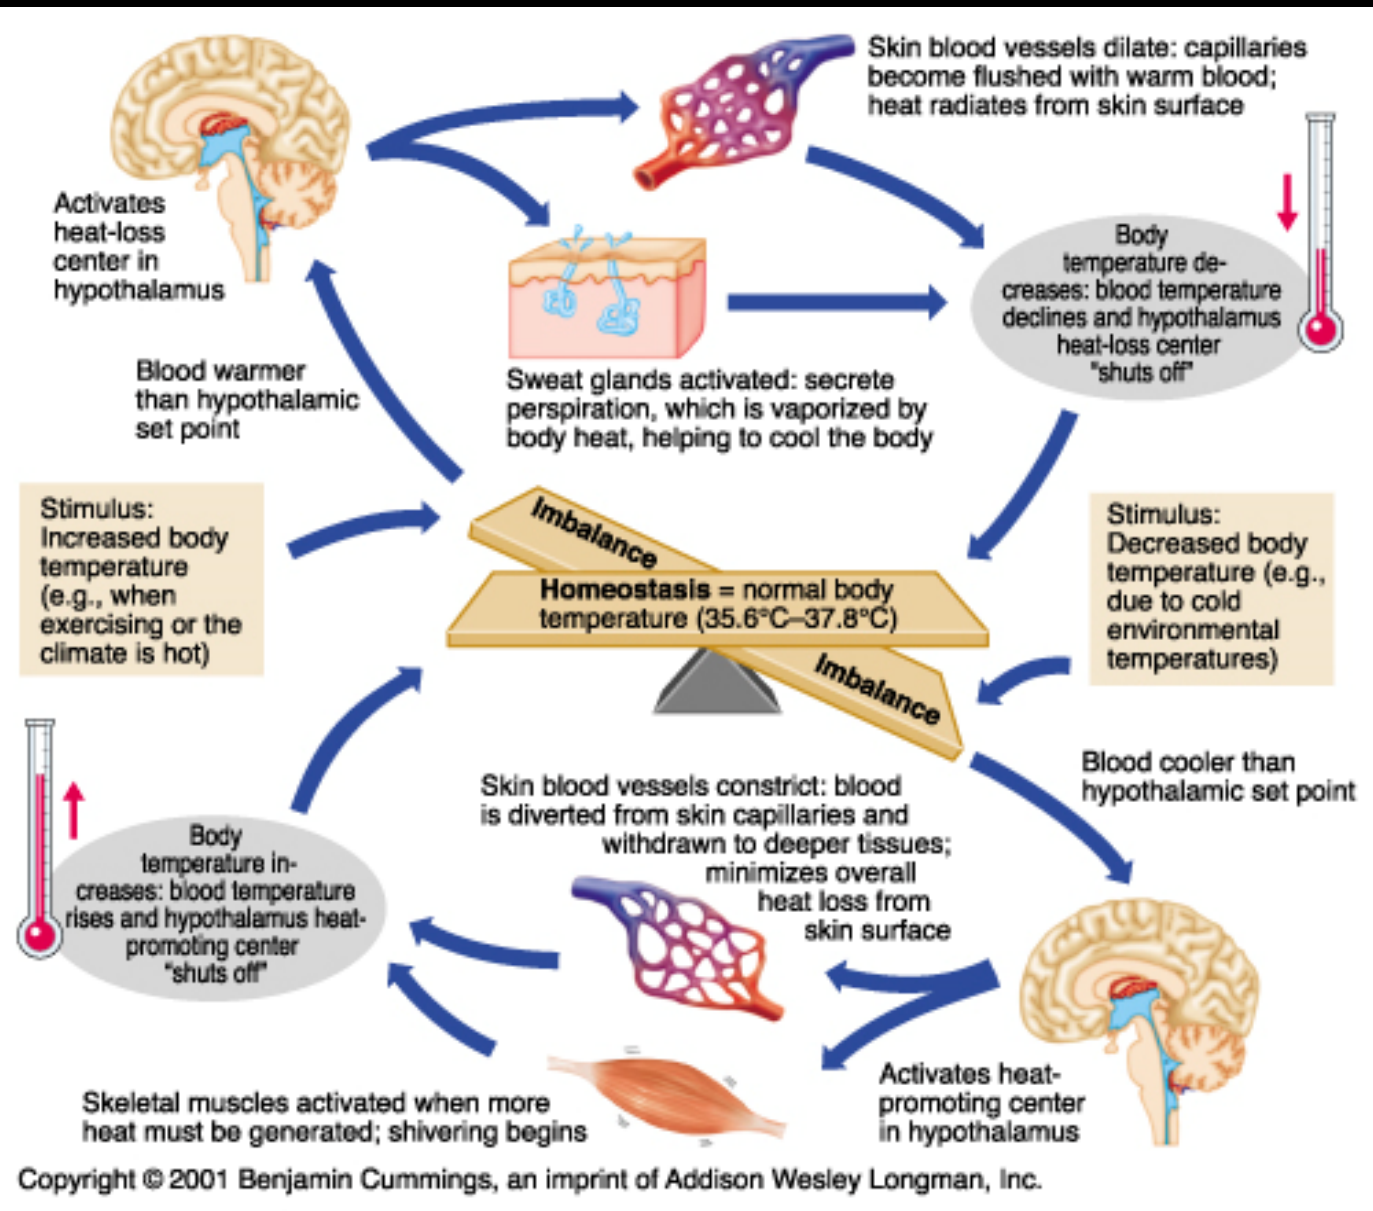 Skin blood vessels dilate: capillaries
become flushed with warm blood;
heat radiates from skin surface
Activates
heat-loss
center in
hypothalamus
Body
temperature de-
creases: blood temperature
declines and hypothalamus
heat-loss center
"shuts off"
Blood warmer
than hypothalamic
set point
Sweat glands activated: secrete
perspiration, which is vaporized by
body heat, helping to cool the body
Stimulus:
Increased body
temperature
(e.g., when
exercising or the
climate is hot)
Imbalance
Homeostasis = normal body
temperature (35.6°C–37.8°C)
Imbalance
Stimulus:
Decreased body
temperature (e.g.,
due to cold
environmental
temperatures)
Blood cooler than
hypothalamic set point
Skin blood vessels constrict: blood
is diverted from skin capillaries and
withdrawn to deeper tissues;
minimizes overall
heat loss from
skin surface
Body
temperature in-
creases: blood temperature
rises and hypothalamus heat-
promoting center
"shuts off"
Activates heat-
promoting center
in hypothalamus
Skeletal muscles activated when more
heat must be generated; shivering begins
Copyright © 2001 Benjamin Cummings, an imprint of Addison Wesley Longman, Inc.